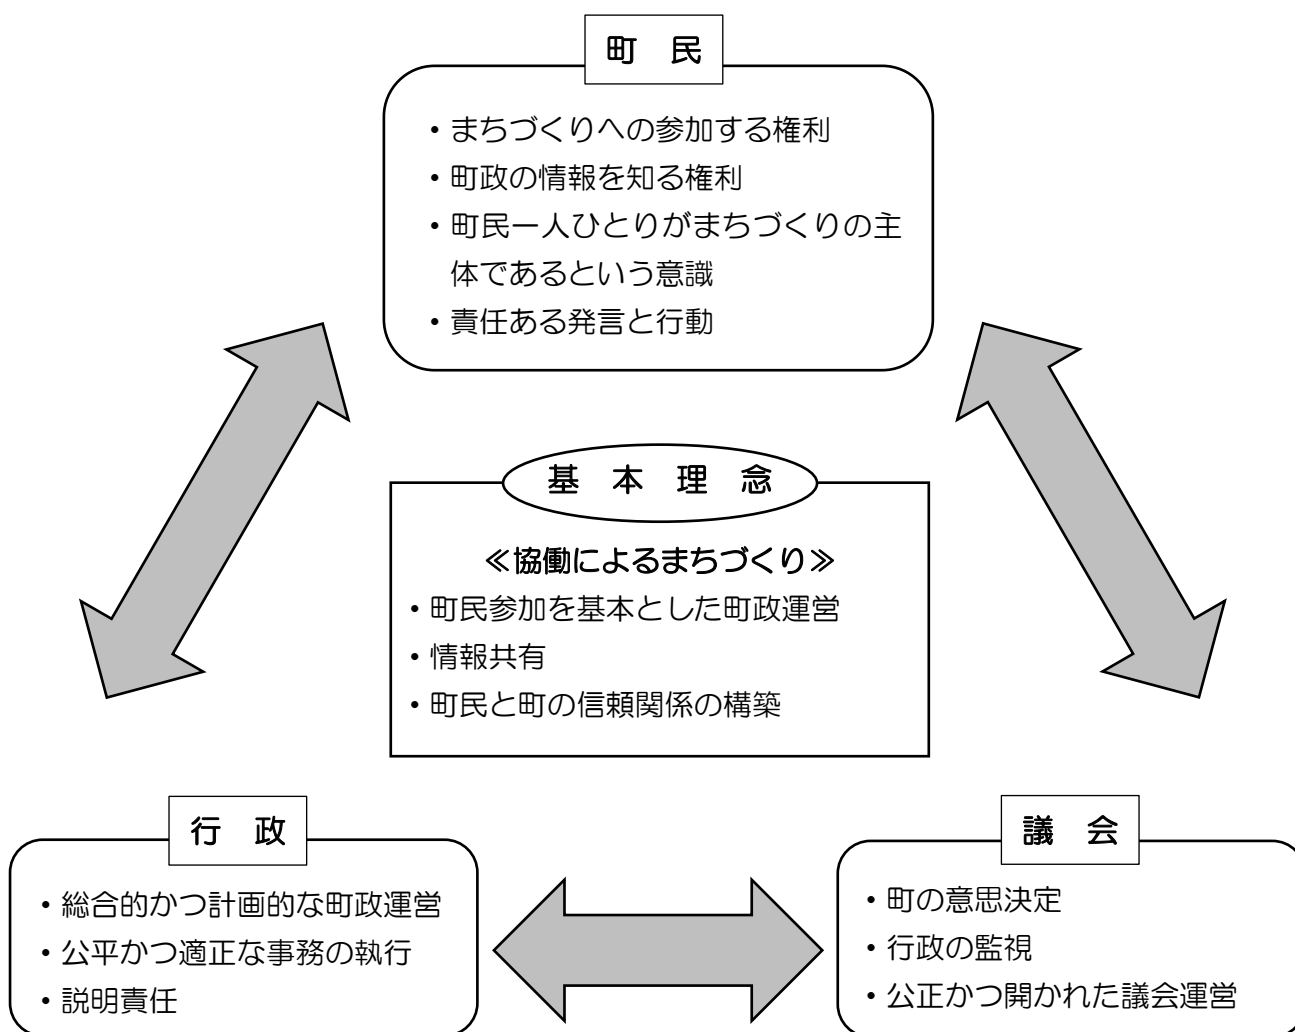 町　民
・まちづくりへの参加する権利
・町政の情報を知る権利
・町民一人ひとりがまちづくりの主
体であるという意識
・責任ある発言と行動
基　本　理　念
≪協働によるまちづくり≫
・町民参加を基本とした町政運営
・情報共有
・町民と町の信頼関係の構築
行　政
・総合的かつ計画的な町政運営
・公平かつ適正な事務の執行
・説明責任
議　会
・町の意思決定
・行政の監視
・公正かつ開かれた議会運営